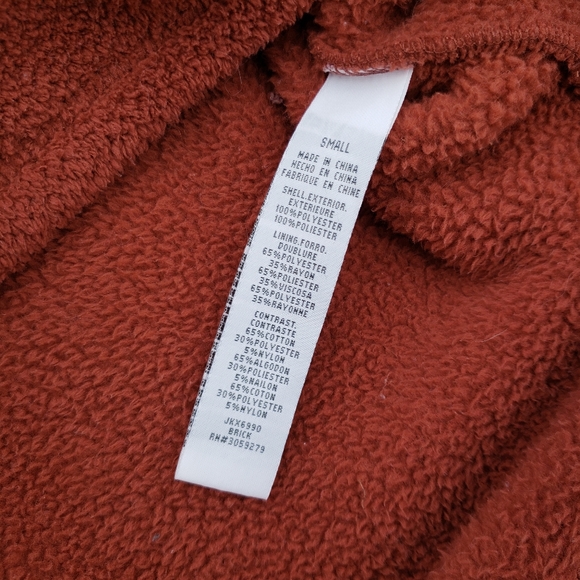 SMALL
MADE IN CHINA
HECHO EN CHINA
FABRIQUE EN CHINE
SHELL.EXTERIOR.
EXTERIEURE
100%POLYESTER
100%POLIESTER
LINING.FORRO.
DOUBLURE
65%POLYESTER
35%RAYON
65%POLIESTER
35%VISCOSA
65%POLYESTER
35%RAYONNE
CONTRAST.
CONTRASTE
65%COTTON
30%POLYESTER
5%NYLON
65%ALGODON
30%POLIESTER
5%NAILON
65%COTON
30%POLYESTER
5%NYLON
JKX6990
BRICK
RN#3059279